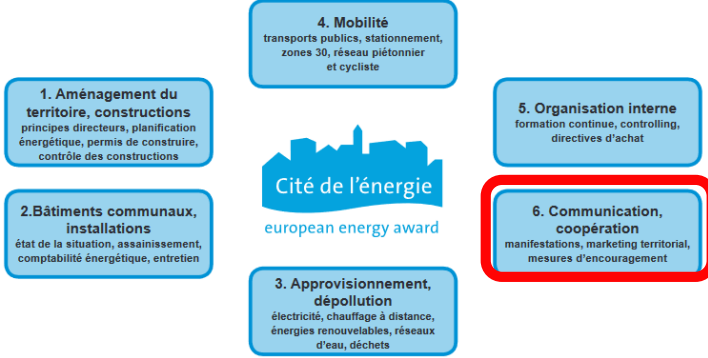 4. Mobilité
transports publics, stationnement,
zones 30, réseau piétonnier
et cycliste
1. Aménagement du
territoire, constructions
principes directeurs, planification
énergétique, permis de construire,
contrôle des constructions
5. Organisation interne
formation continue, controlling,
directives d'achat
Cité de l'énergie
european energy award
2.Bâtiments communaux,
installations
état de la situation, assainissement,
comptabilité énergétique, entretien
6. Communication,
coopération
manifestations, marketing territorial,
mesures d'encouragement
3. Approvisionnement,
dépollution
électricité, chauffage à distance,
énergies renouvelables, réseaux
d'eau, déchets